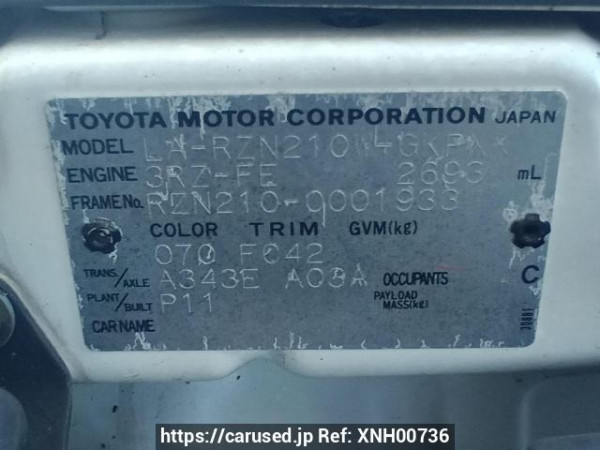 TOYOTA MOTOR CORPORATION JAPAN
MODEL LA-RZN210W-GKPAK
ENGINE 3RZ-FE 2693 mL
FRAME No. RZN210-0001933
COLOR TRIM GVM(kg)
070 FC42
TRANS./AXLE A343E A03A OCCUPANTS C
PLANT/BUILT P11 PAYLOAD MASS(kg)
CAR NAME
https://carused.jp Ref: XNH00736